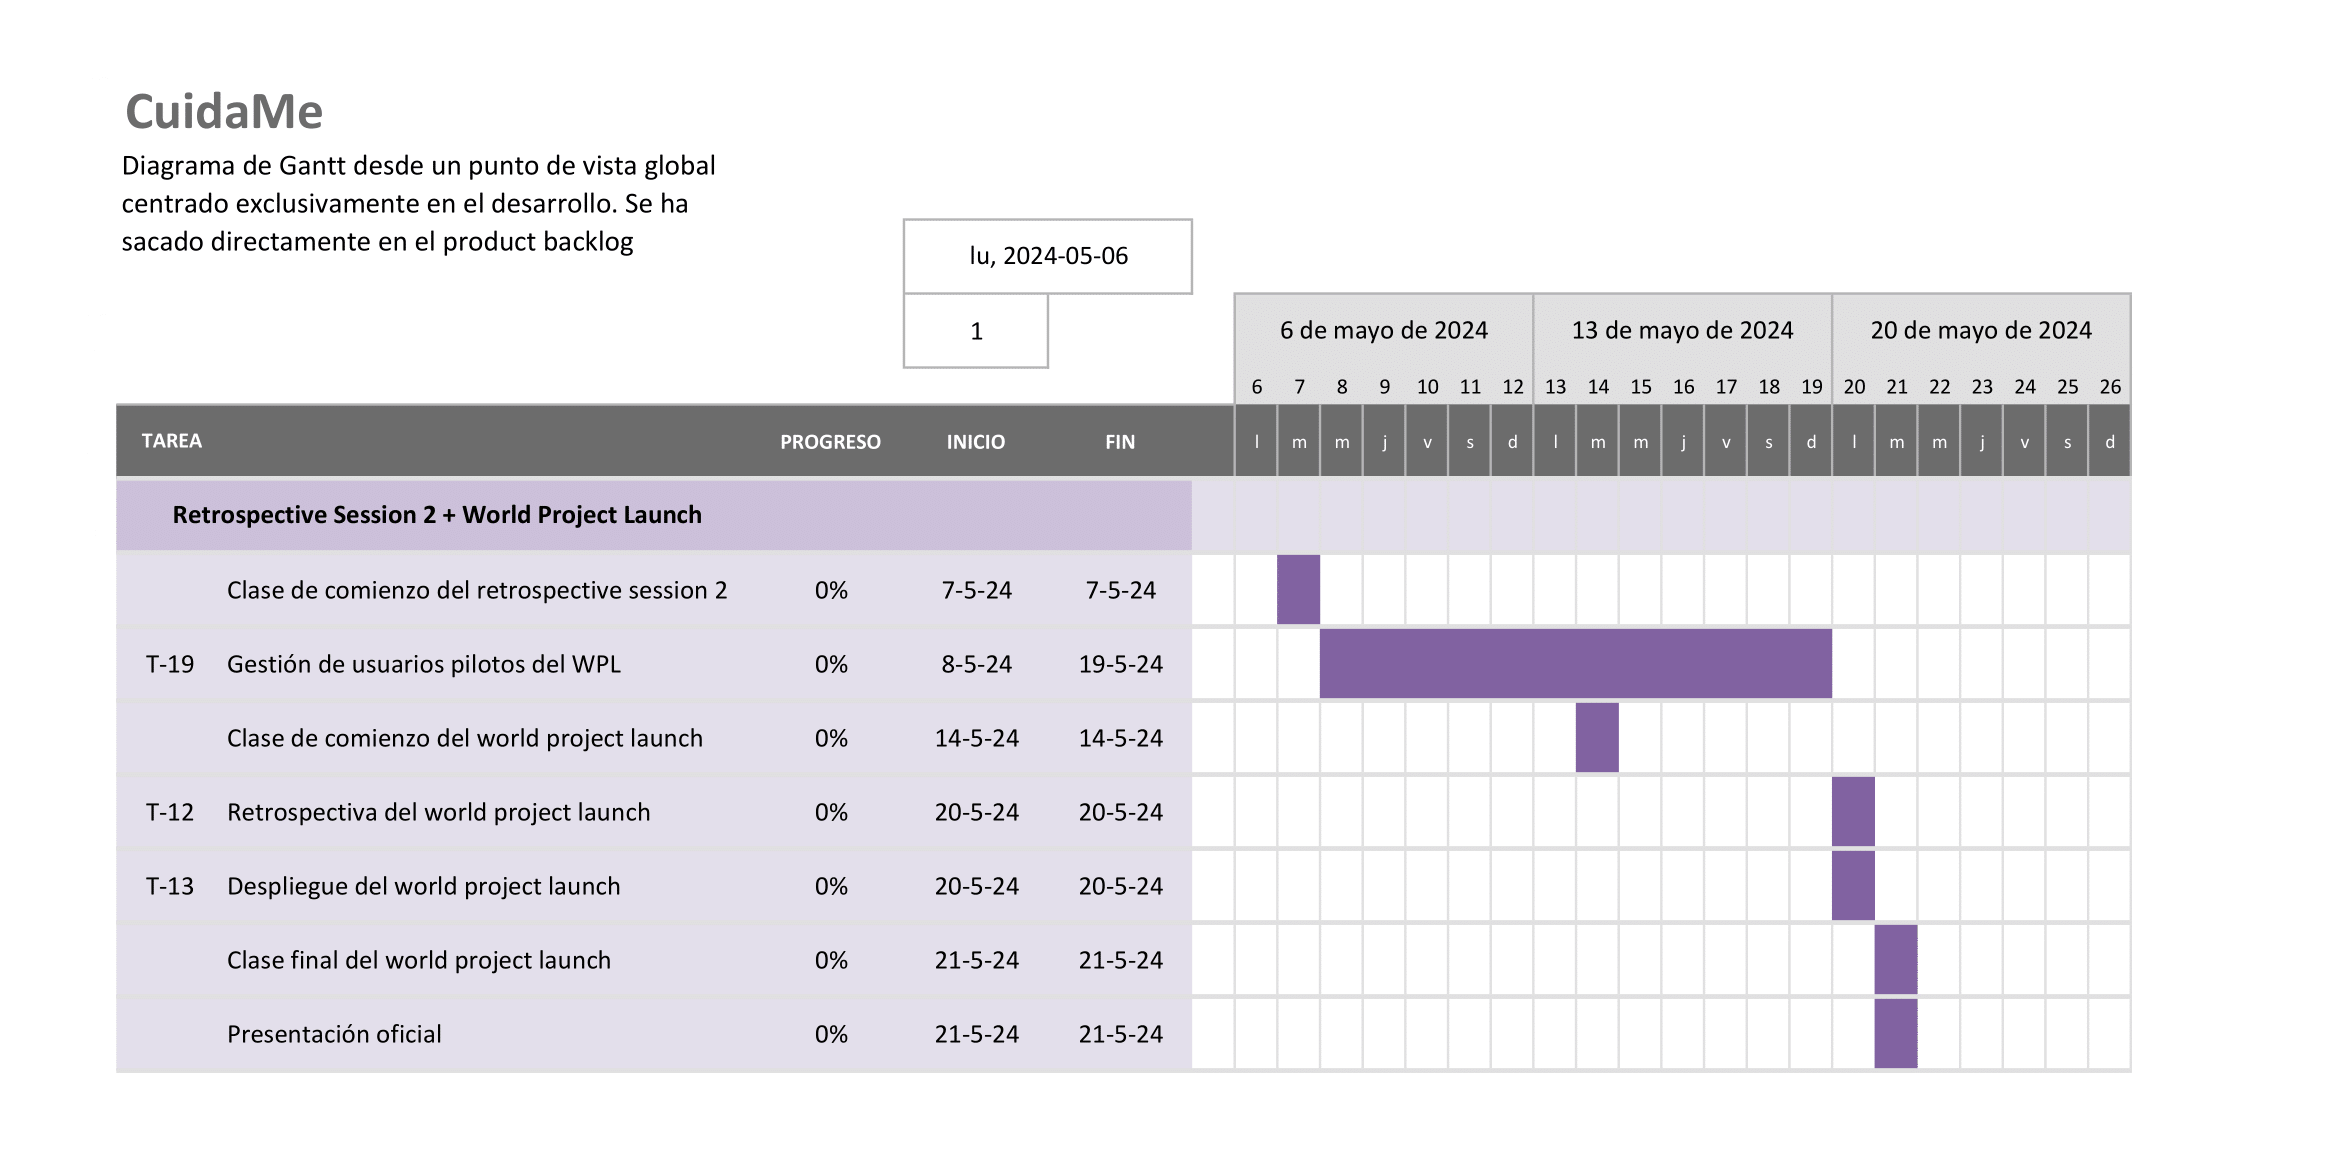 CuidaMe
Diagrama de Gantt desde un punto de vista global
centrado exclusivamente en el desarrollo. Se ha
sacado directamente en el product backlog
lu, 2024-05-06
1
6 de mayo de 2024 13 de mayo de 2024 20 de mayo de 2024
6 7 8 9 10 11 12 13 14 15 16 17 18 19 20 21 22 23 24 25 26
TAREA PROGRESO INICIO FIN l m m j v s d l m m j v s d l m m j v s d
Retrospective Session 2 + World Project Launch
Clase de comienzo del retrospective session 2 0% 7-5-24 7-5-24
T-19 Gestión de usuarios pilotos del WPL 0% 8-5-24 19-5-24
Clase de comienzo del world project launch 0% 14-5-24 14-5-24
T-12 Retrospectiva del world project launch 0% 20-5-24 20-5-24
T-13 Despliegue del world project launch 0% 20-5-24 20-5-24
Clase final del world project launch 0% 21-5-24 21-5-24
Presentación oficial 0% 21-5-24 21-5-24